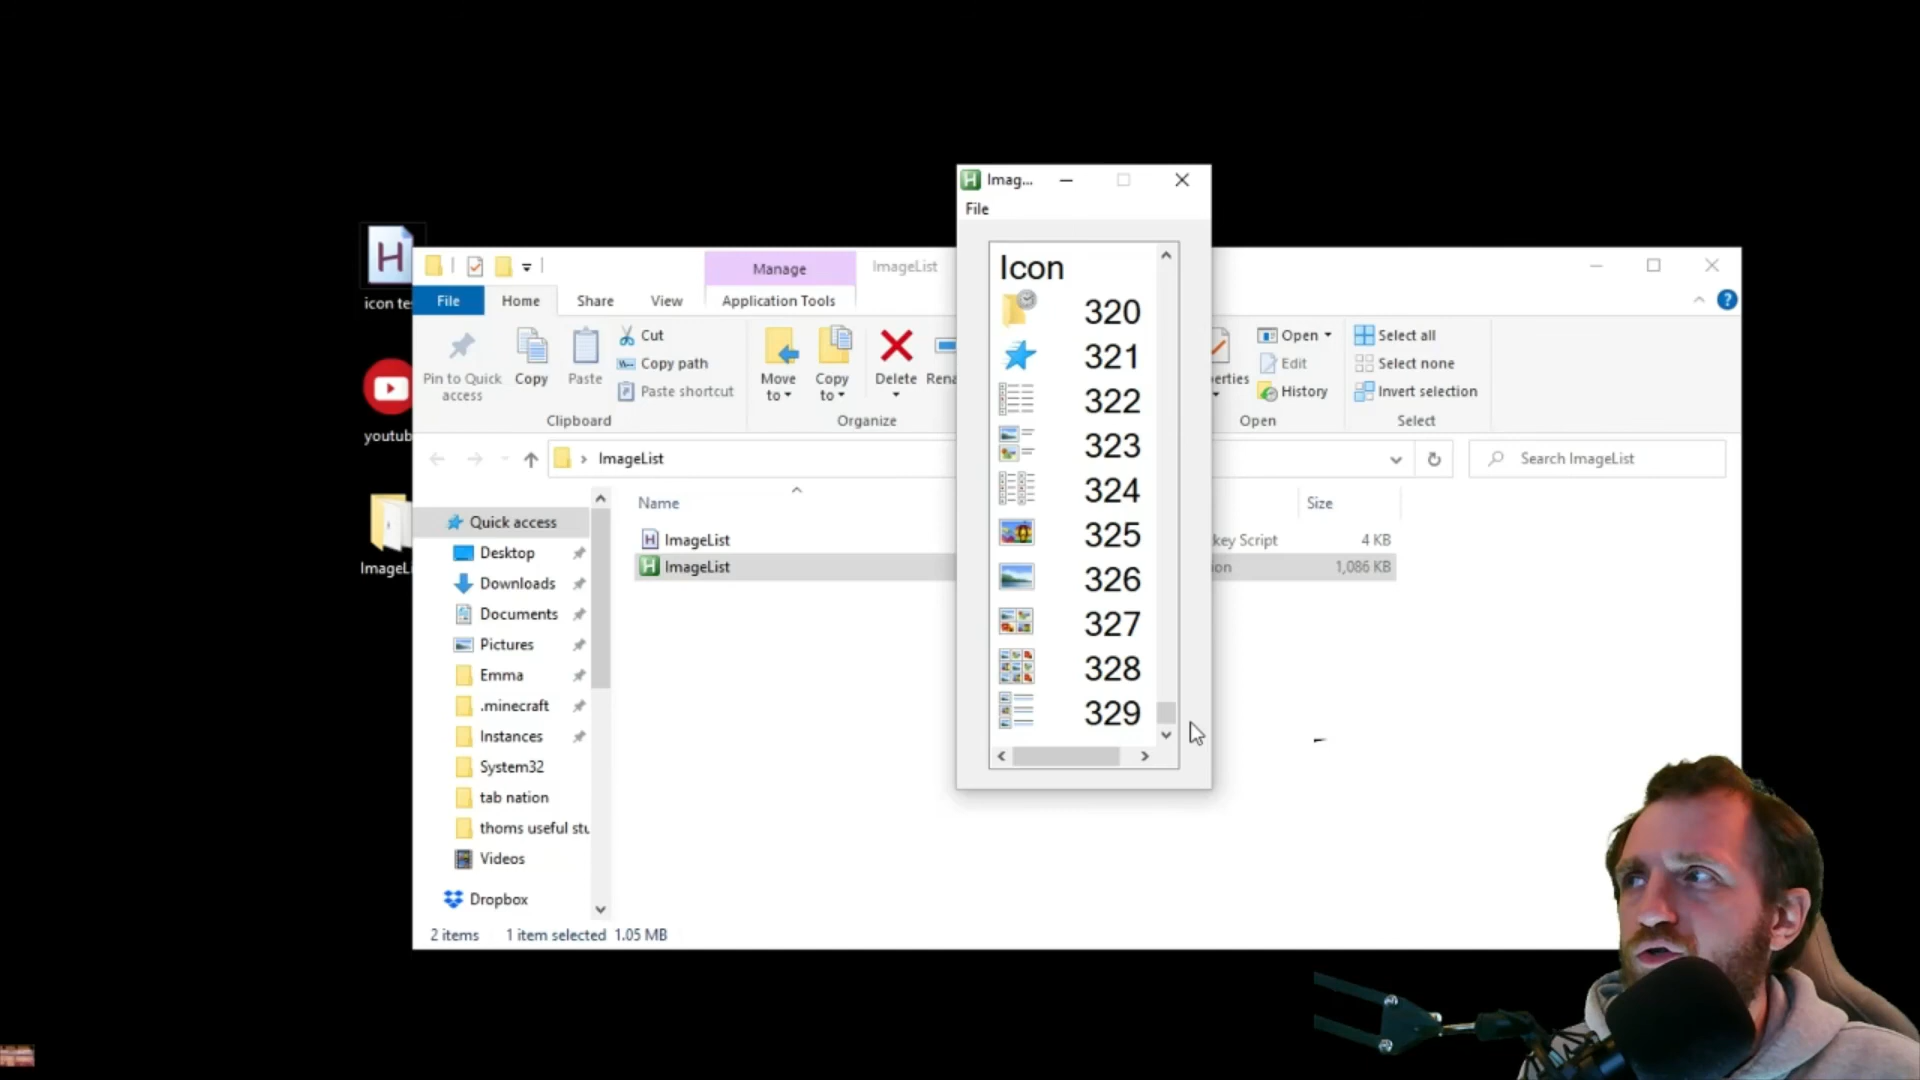 Imag...
File
Icon
320
321
322
323
324
325
326
327
328
329
icon te
youtub
ImageLi
Manage
ImageList
File
Home
Share
View
Application Tools
Pin to Quick
access
Copy
Paste
Cut
Copy path
Paste shortcut
Clipboard
Move
to
Copy
to
Delete
Rena
Organize
erties
Open
Edit
History
Open
Select all
Select none
Invert selection
Select
ImageList
Search ImageList
Name
Size
ImageList
key Script
4 KB
ImageList
ion
1,086 KB
Quick access
Desktop
Downloads
Documents
Pictures
Emma
.minecraft
Instances
System32
tab nation
thoms useful stu
Videos
Dropbox
2 items
1 item selected
1.05 MB